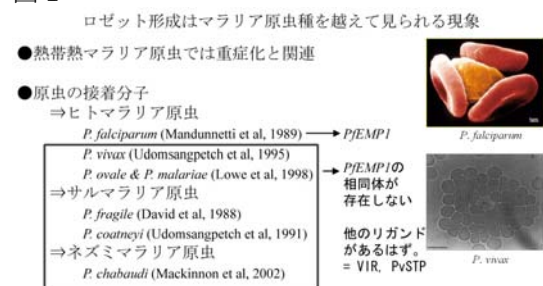 ロゼット形成はマラリア原虫種を越えて見られる現象
●熱帯熱マラリア原虫では重症化と関連
●原虫の接着分子
⇒ヒトマラリア原虫
P. falciparum (Mandunnetti et al, 1989) → PfEMP1
P. vivax (Udomsangpetch et al, 1995)
P. ovale & P. malariae (Lowe et al, 1998)
⇒サルマラリア原虫
P. fragile (David et al, 1988)
P. coatneyi (Udomsangpetch et al, 1991)
⇒ネズミマラリア原虫
P. chabaudi (Mackinnon et al, 2002)
→ PfEMP1の
相同体が
存在しない
他のリガンド
があるはず。
= VIR, PvSTP
P. falciparum
P. vivax